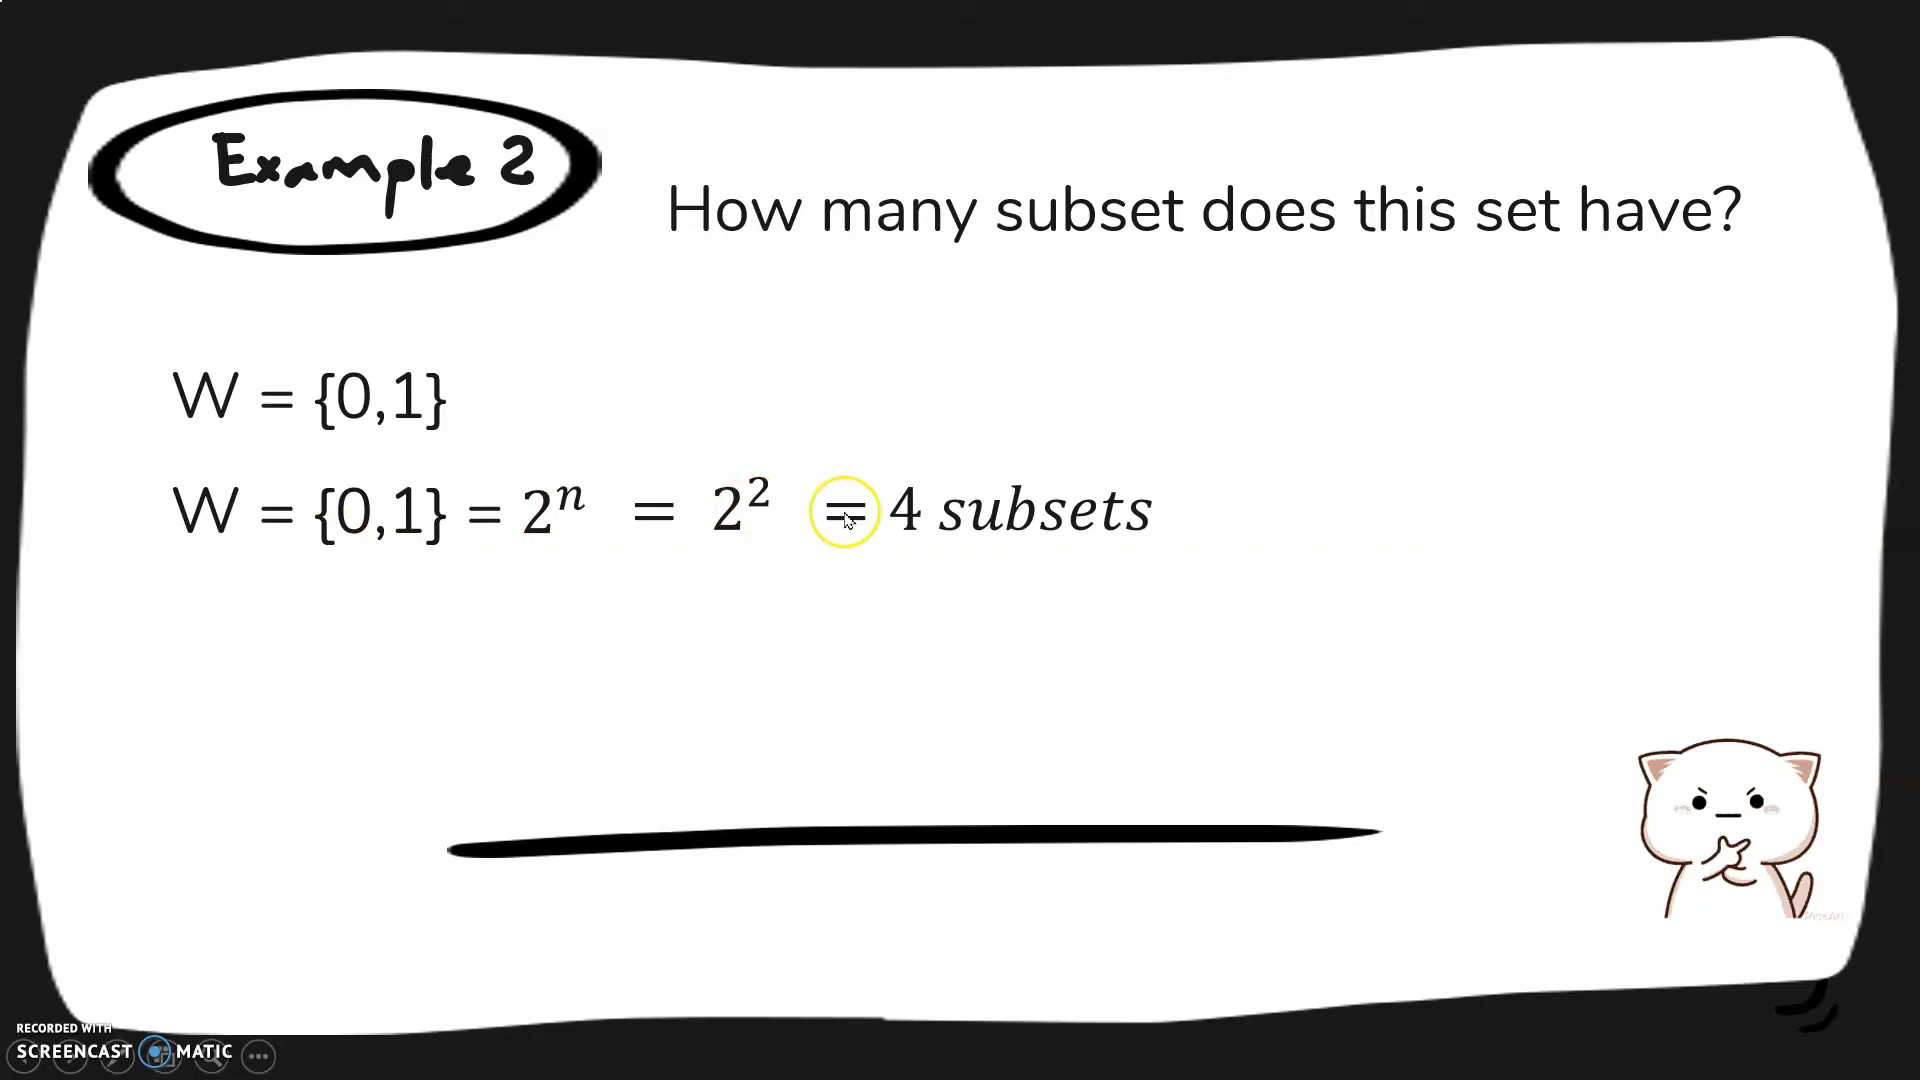 Example 2
How many subset does this set have?
W = {0,1}
W = {0,1} = 2ⁿ = 2² = 4 subsets
RECORDED WITH
SCREENCAST MATIC